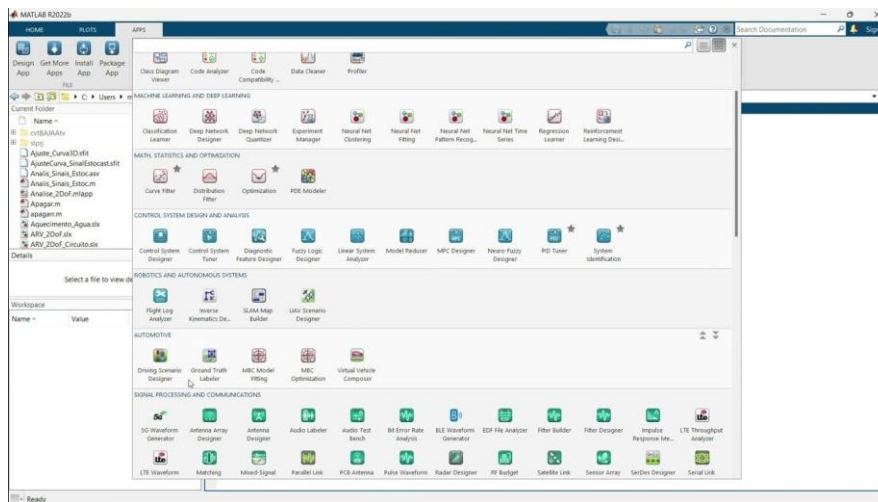 MATLAB R2022b
HOME PLOTS APPS
Search Documentation
Design App
Get More Apps
Install App
Package App
FILE
C: Users
Current Folder
Name
cvtBAJAAtv
Ajuste_Curva3D.sfit
AjusteCurva_SinalEstocast.sfit
Analis_Sinais_Estoc.asv
Analis_Sinais_Estoc.m
Analise_2DoF.mlapp
Apagar.m
apagarr.m
Aquecimento_Agua.slx
ARV_2DoF.slx
ARV_2DoF_Circuito.slx
Details
Select a file to view de
Workspace
Name Value
Ready
Class Diagram Viewer
Code Analyzer
Code Compatibility ...
Data Cleaner
Profiler
MACHINE LEARNING AND DEEP LEARNING
Classification Learner
Deep Network Designer
Deep Network Quantizer
Experiment Manager
Neural Net Clustering
Neural Net Fitting
Neural Net Pattern Recog...
Neural Net Time Series
Regression Learner
Reinforcement Learning Desi...
MATH, STATISTICS AND OPTIMIZATION
Curve Fitter
Distribution Fitter
Optimization
PDE Modeler
CONTROL SYSTEM DESIGN AND ANALYSIS
Control System Designer
Control System Tuner
Diagnostic Feature Designer
Fuzzy Logic Designer
Linear System Analyzer
Model Reducer
MPC Designer
Neuro-Fuzzy Designer
PID Tuner
System Identification
ROBOTICS AND AUTONOMOUS SYSTEMS
Flight Log Analyzer
Inverse Kinematics De...
SLAM Map Builder
UAV Scenario Designer
AUTOMOTIVE
Driving Scenario Designer
Ground Truth Labeler
MBC Model Fitting
MBC Optimization
Virtual Vehicle Composer
SIGNAL PROCESSING AND COMMUNICATIONS
5G Waveform Generator
Antenna Array Designer
Antenna Designer
Audio Labeler
Audio Test Bench
Bit Error Rate Analysis
BLE Waveform Generator
EDF File Analyzer
Filter Builder
Filter Designer
Impulse Response Me...
LTE Throughput Analyzer
LTE Waveform
Matching
Mixed-Signal
Parallel Link
PCB Antenna
Pulse Waveform
Radar Designer
RF Budget
Satellite Link
Sensor Array
SerDes Designer
Serial Link